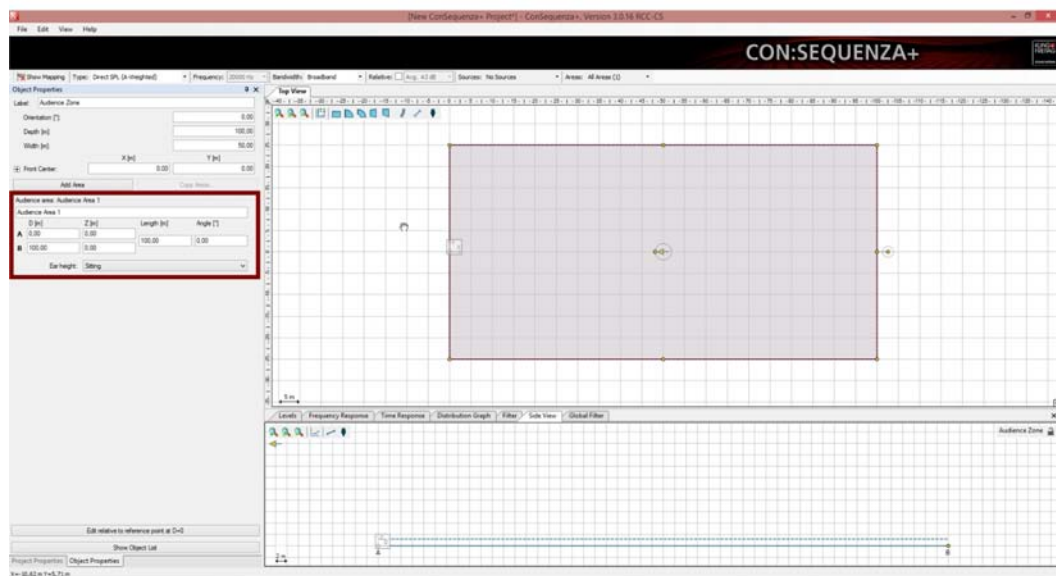 [New ConSequenza+ Project*] - ConSequenza+, Version 3.0.16 RCC-CS
File Edit View Help
CON:SEQUENZA+
Show Mapping Type: Direct SPL (A-weighted) Frequency: 20000 Hz Bandwidth: Broadband Relative: Avg. Sources: No Sources Areas: All Areas (1)
Object Properties
Top View
Label: Audience Zone
Orientation [°] 0.00
Depth [m] 100.00
Width [m] 50.00
X [m] Y [m]
Front Center: 0.00 0.00
Add Area
Audience area: Audience Area 1
Audience Area 1
D [m] Z [m] Length [m] Angle [°]
A 0.00 0.00
100.00 0.00
B 100.00 0.00
Ear height: Sitting
5 m
Levels Frequency Response Time Response Distribution Graph Filter Side View Global Filter
Audience Zone
A
B
2 m
Edit relative to reference point at D=0
Show Object List
Project Properties Object Properties